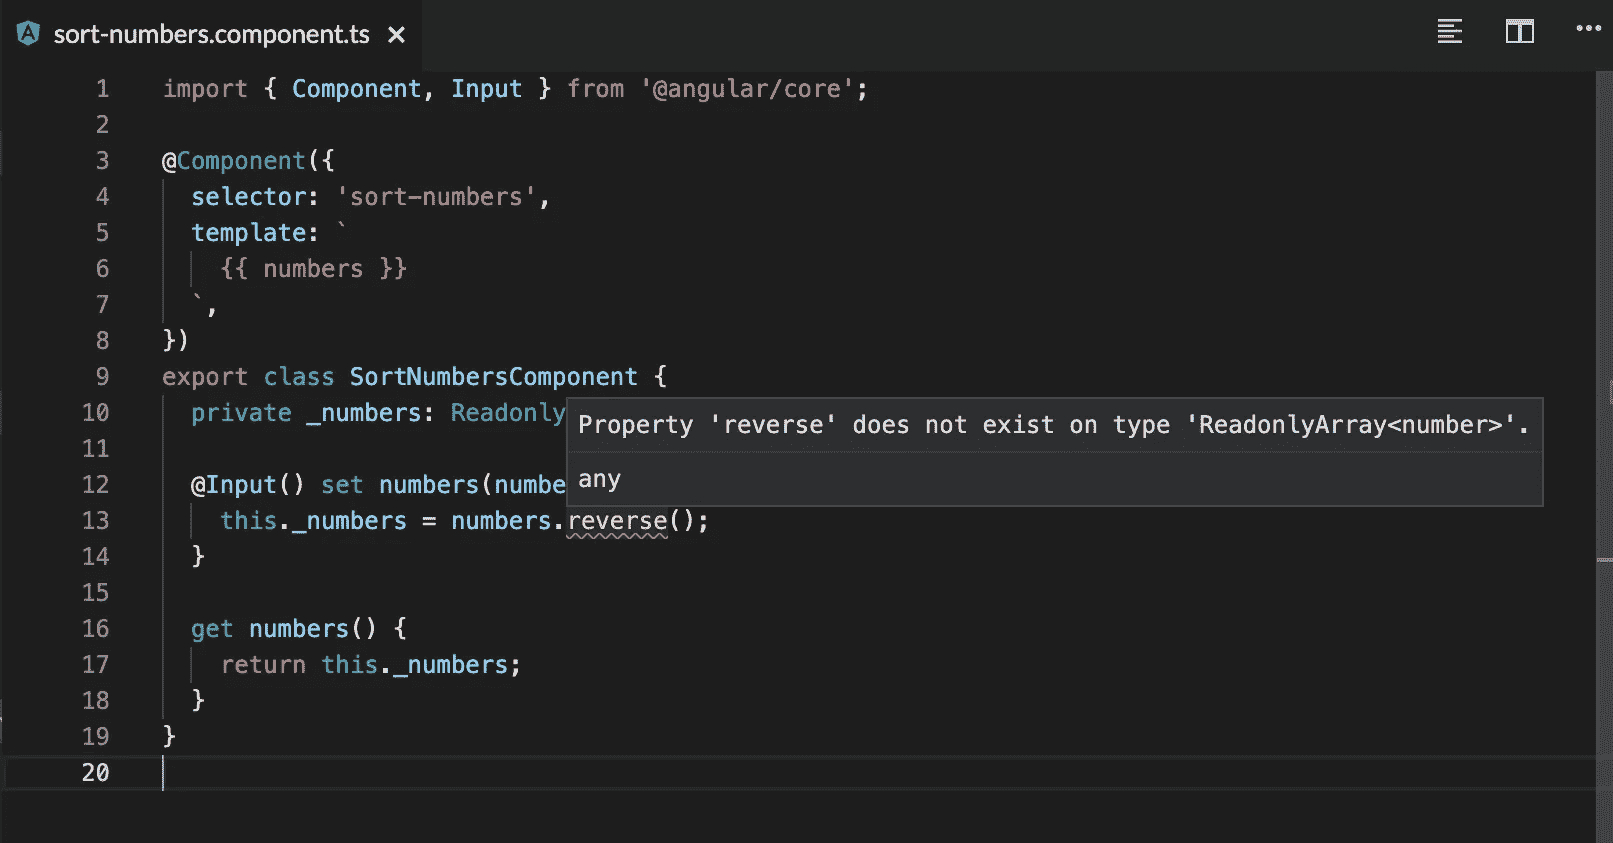 sort-numbers.component.ts
1 import { Component, Input } from '@angular/core';
2
3 @Component({
4 selector: 'sort-numbers',
5 template: `
6 {{ numbers }}
7 `,
8 })
9 export class SortNumbersComponent {
10 private _numbers: Readonly
Property 'reverse' does not exist on type 'ReadonlyArray<number>'.
11
any
12 @Input() set numbers(numbe
13 this._numbers = numbers.reverse();
14 }
15
16 get numbers() {
17 return this._numbers;
18 }
19 }
20